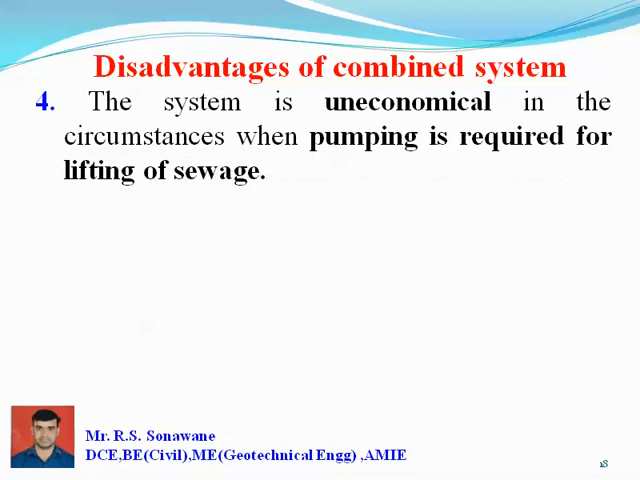 Disadvantages of combined system
4. The system is uneconomical in the
circumstances when pumping is required for
lifting of sewage.
Mr. R.S. Sonawane
DCE,BE(Civil),ME(Geotechnical Engg) ,AMIE
18